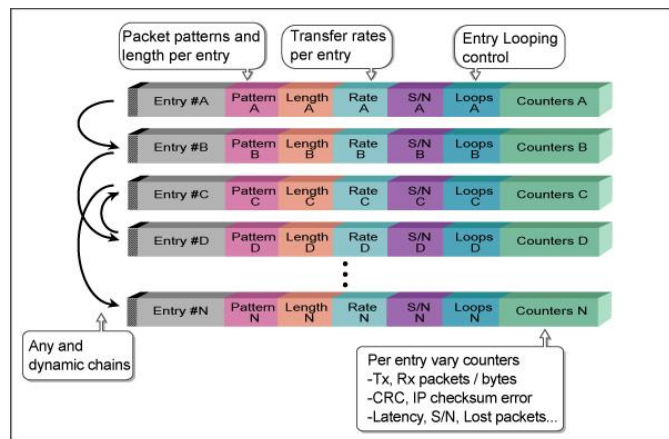 Packet patterns and
length per entry
Transfer rates
per entry
Entry Looping
control
Entry #A Pattern A Length A Rate A S/N A Loops A Counters A
Entry #B Pattern B Length B Rate B S/N B Loops B Counters B
Entry #C Pattern C Length C Rate C S/N C Loops C Counters C
Entry #D Pattern D Length D Rate D S/N D Loops D Counters D
Entry #N Pattern N Length N Rate N S/N N Loops N Counters N
Any and
dynamic chains
Per entry vary counters
-Tx, Rx packets / bytes
-CRC, IP checksum error
-Latency, S/N, Lost packets...